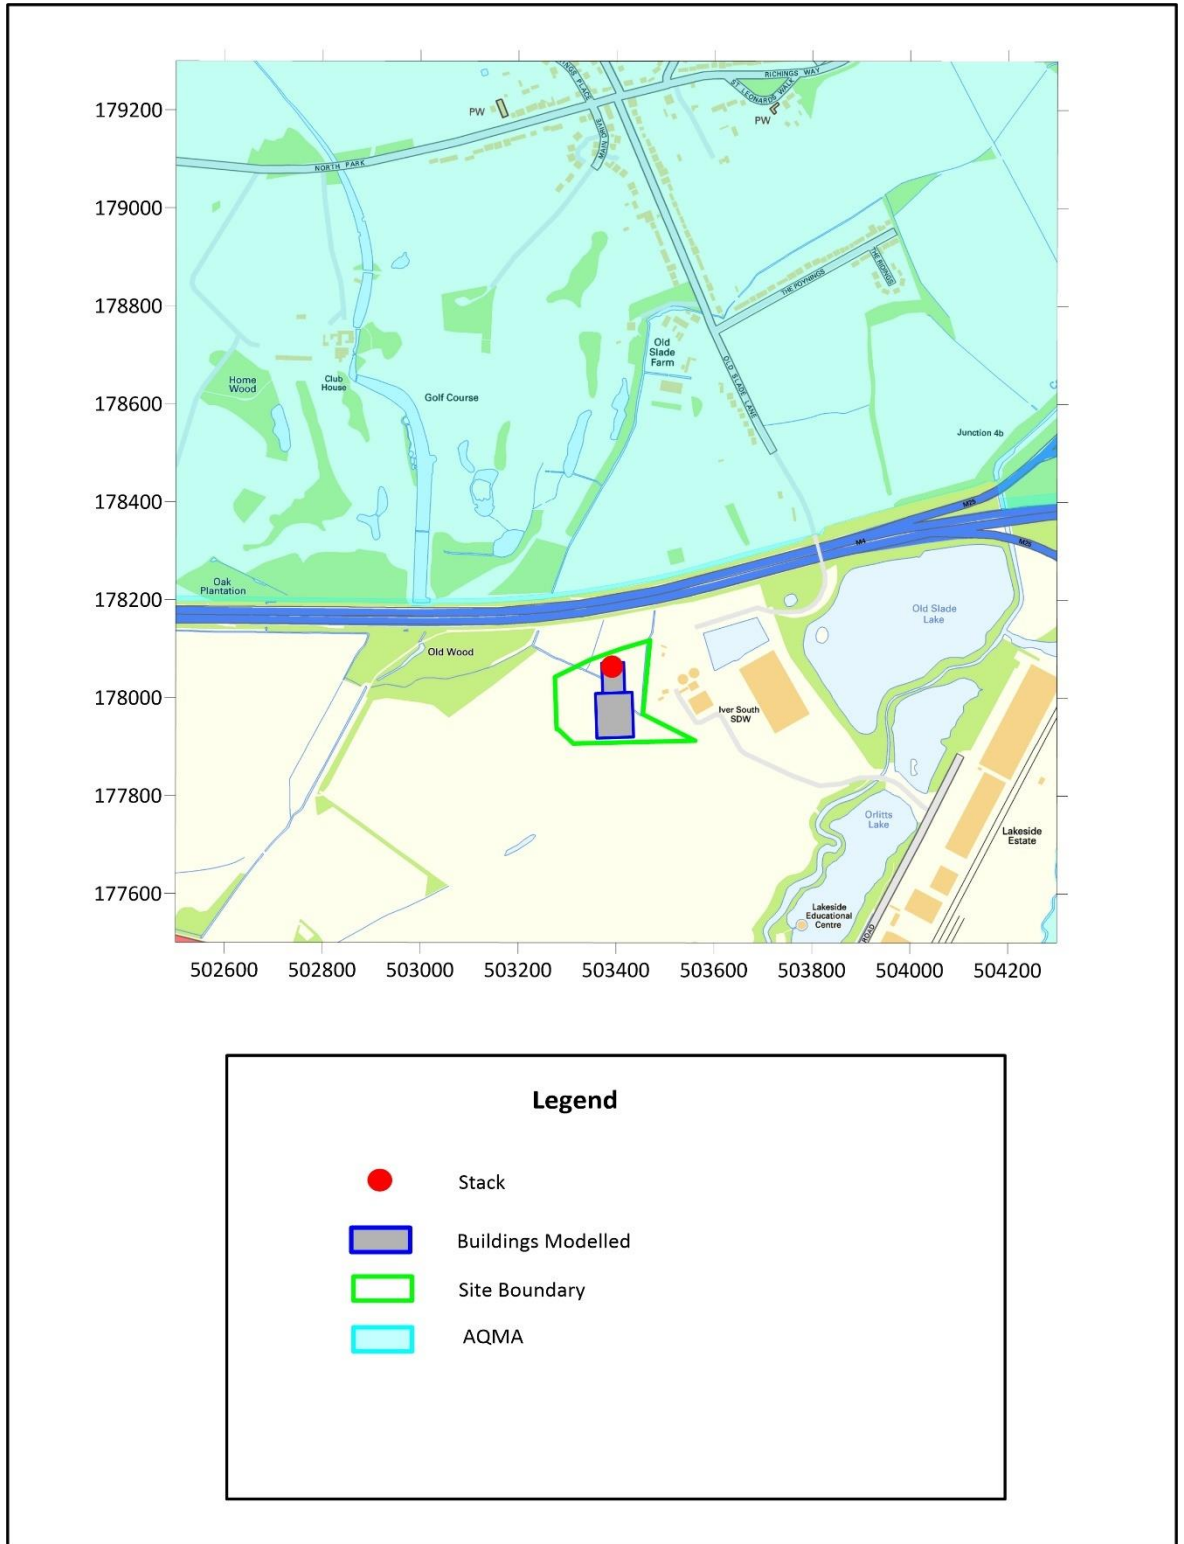 179200
179000
178800
178600
178400
178200
178000
177800
177600
RICHINGS WAY
ST LEONARDS WALK
INGS PLACE
PW
PW
MAIN DRIVE
NORTH PARK
THE RIDINGS
THE POYNINGS
Old
Slade
Farm
OLD SLADE LANE
Home
Wood
Club
House
Golf Course
Junction 4b
M25
M4
M25
Oak
Plantation
Old Slade
Lake
Old Wood
Iver South
SDW
Orlitts
Lake
Lakeside
Estate
Lakeside
Educational
Centre
ROAD
502600
502800
503000
503200
503400
503600
503800
504000
504200
Legend
Stack
Buildings Modelled
Site Boundary
AQMA